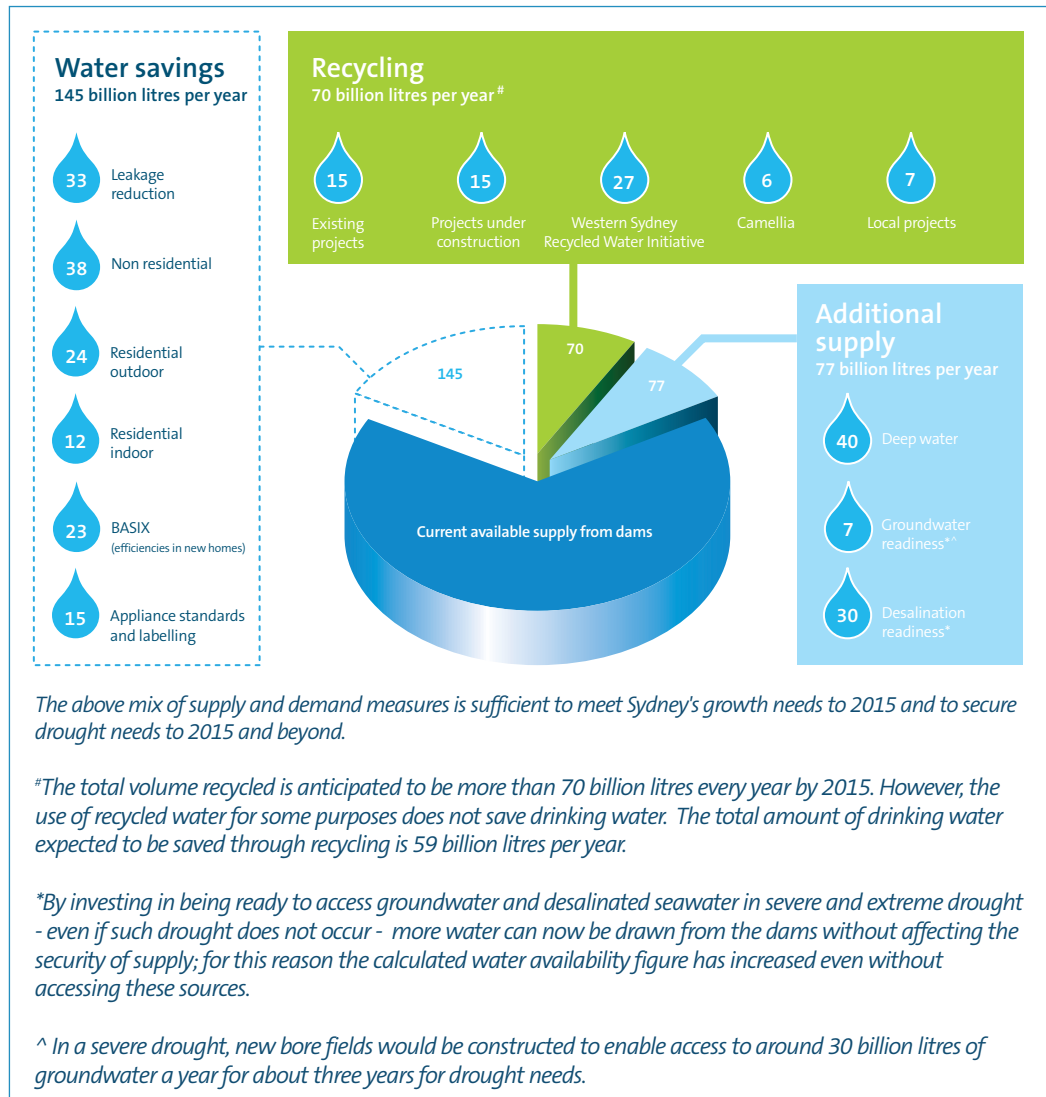 Water savings
145 billion litres per year
33
Leakage
reduction
38
Non residential
24
Residential
outdoor
12
Residential
indoor
23
BASIX
(efficiencies in new homes)
15
Appliance standards
and labelling
Recycling
70 billion litres per year #
15
Existing
projects
15
Projects under
construction
27
Western Sydney
Recycled Water Initiative
6
Camellia
7
Local projects
145
70
77
Current available supply from dams
Additional
supply
77 billion litres per year
40
Deep water
7
Groundwater
readiness*^
30
Desalination
readiness*
The above mix of supply and demand measures is sufficient to meet Sydney's growth needs to 2015 and to secure
drought needs to 2015 and beyond.
#The total volume recycled is anticipated to be more than 70 billion litres every year by 2015. However, the
use of recycled water for some purposes does not save drinking water. The total amount of drinking water
expected to be saved through recycling is 59 billion litres per year.
*By investing in being ready to access groundwater and desalinated seawater in severe and extreme drought
- even if such drought does not occur - more water can now be drawn from the dams without affecting the
security of supply; for this reason the calculated water availability figure has increased even without
accessing these sources.
^ In a severe drought, new bore fields would be constructed to enable access to around 30 billion litres of
groundwater a year for about three years for drought needs.